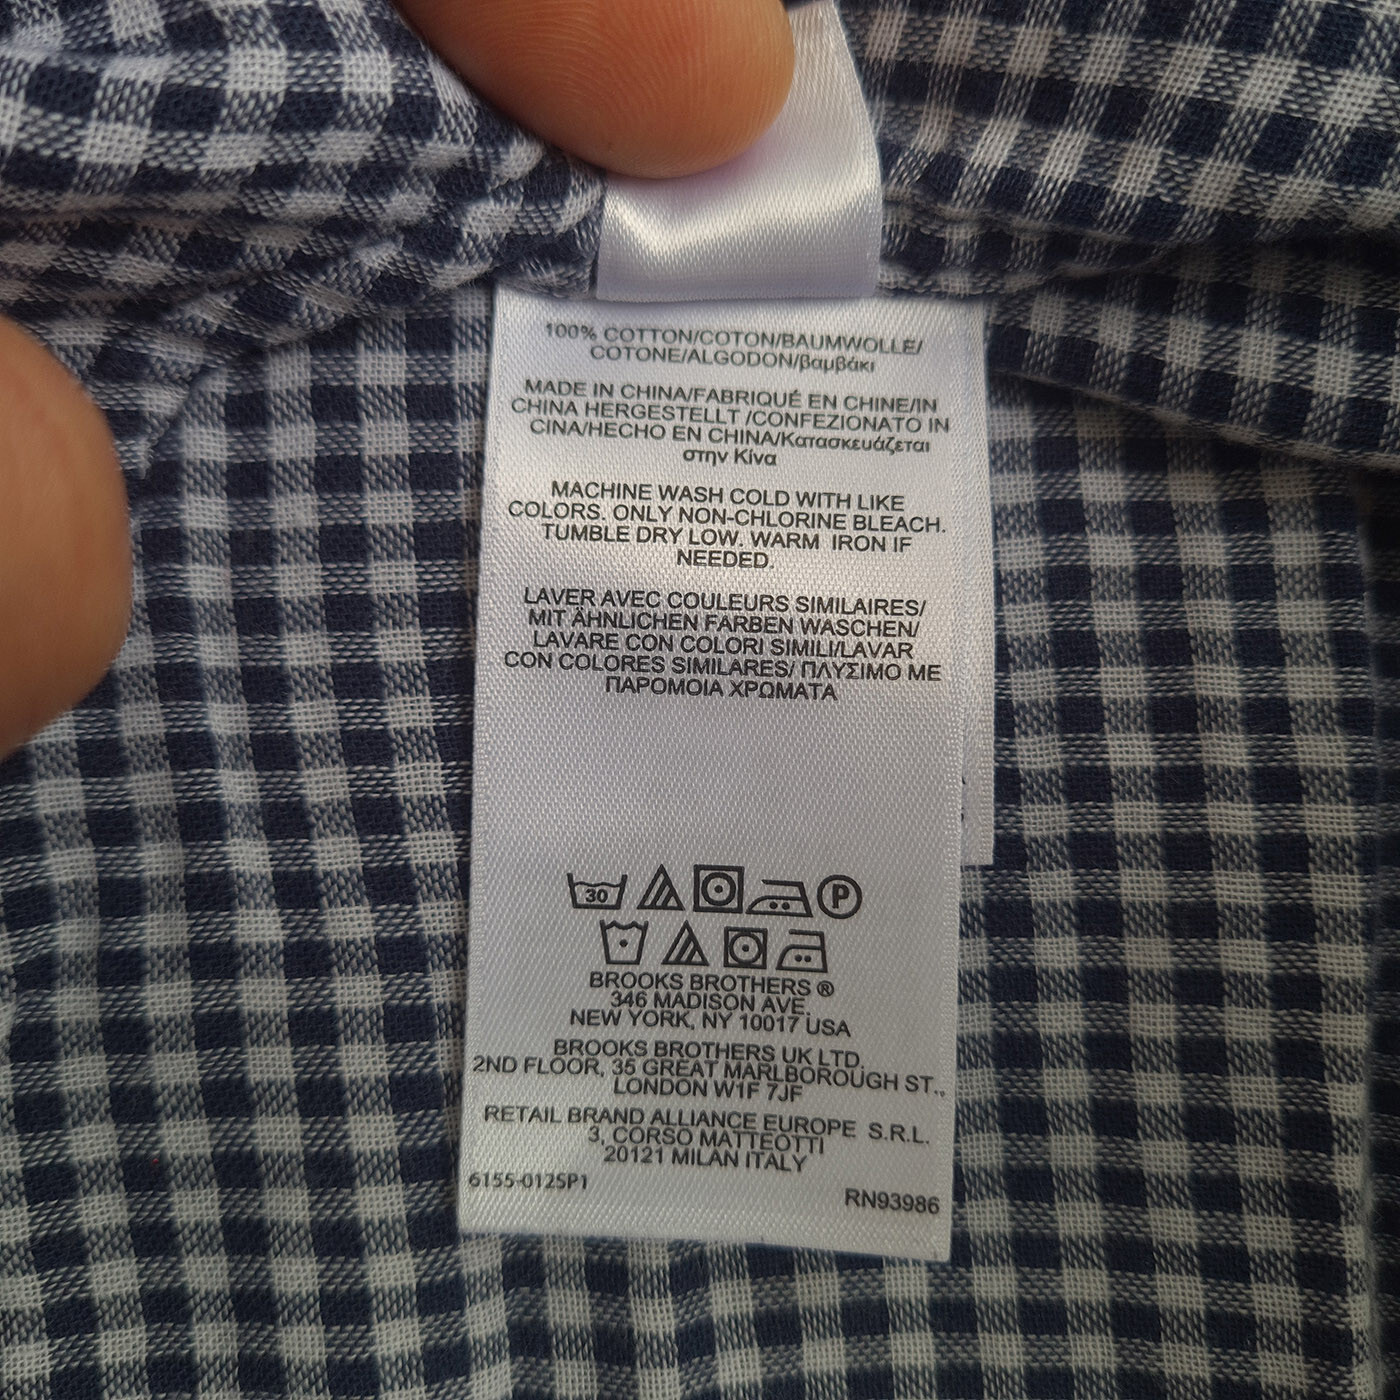 100% COTTON/COTON/BAUMWOLLE/
COTONE/ALGODON/βαμβάκι
MADE IN CHINA/FABRIQUÉ EN CHINE/IN
CHINA HERGESTELLT /CONFEZIONATO IN
CINA/HECHO EN CHINA/Κατασκευάζεται
στην Κίνα
MACHINE WASH COLD WITH LIKE
COLORS. ONLY NON-CHLORINE BLEACH.
TUMBLE DRY LOW. WARM IRON IF
NEEDED.
LAVER AVEC COULEURS SIMILAIRES/
MIT ÄHNLICHEN FARBEN WASCHEN/
LAVARE CON COLORI SIMILI/LAVAR
CON COLORES SIMILARES/ ΠΛΥΣΙΜΟ ΜΕ
ΠΑΡΟΜΟΙΑ ΧΡΩΜΑΤΑ
30 P
BROOKS BROTHERS ®
346 MADISON AVE.
NEW YORK, NY 10017 USA
BROOKS BROTHERS UK LTD.
2ND FLOOR, 35 GREAT MARLBOROUGH ST.,
LONDON W1F 7JF
RETAIL BRAND ALLIANCE EUROPE S.R.L.
3, CORSO MATTEOTTI
20121 MILAN ITALY
6155-012SP1
RN93986